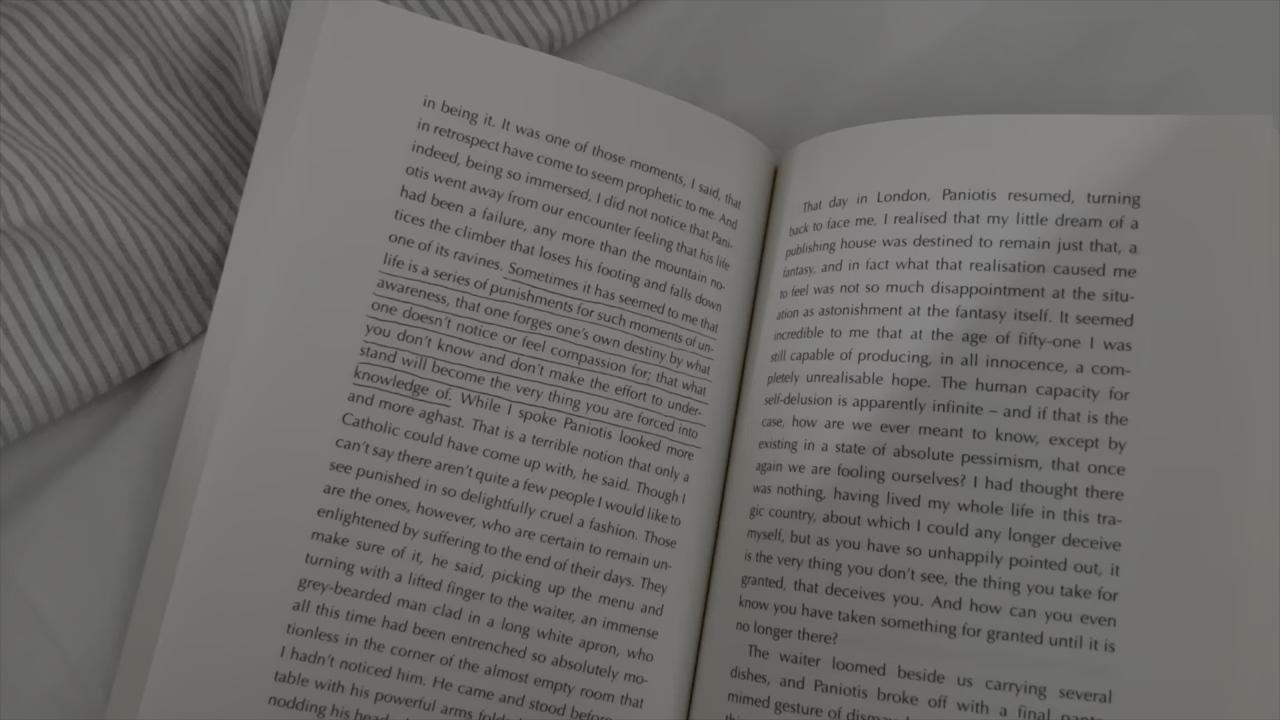 in being it. It was one of those moments, I said, that
in retrospect have come to seem prophetic to me. And
indeed, being so immersed, I did not notice that Pani-
otis went away from our encounter feeling that his life
had been a failure, any more than the mountain no-
tices the climber that loses his footing and falls down
one of its ravines. Sometimes it has seemed to me that
life is a series of punishments for such moments of un-
awareness, that one forges one's own destiny by what
one doesn't notice or feel compassion for; that what
you don't know and don't make the effort to under-
stand will become the very thing you are forced into
knowledge of. While I spoke Paniotis looked more
and more aghast. That is a terrible notion that only a
Catholic could have come up with, he said. Though I
can't say there aren't quite a few people I would like to
see punished in so delightfully cruel a fashion. Those
are the ones, however, who are certain to remain un-
enlightened by suffering to the end of their days. They
make sure of it, he said, picking up the menu and
turning with a lifted finger to the waiter, an immense
grey-bearded man clad in a long white apron, who
all this time had been entrenched so absolutely mo-
tionless in the corner of the almost empty room that
I hadn't noticed him. He came and stood before
table with his powerful arms
nodding his
That day in London, Paniotis resumed, turning
back to face me, I realised that my little dream of a
publishing house was destined to remain just that, a
fantasy, and in fact what that realisation caused me
to feel was not so much disappointment at the situ-
ation as astonishment at the fantasy itself. It seemed
incredible to me that at the age of fifty-one I was
still capable of producing, in all innocence, a com-
pletely unrealisable hope. The human capacity for
self-delusion is apparently infinite – and if that is the
case, how are we ever meant to know, except by
existing in a state of absolute pessimism, that once
again we are fooling ourselves? I had thought there
was nothing, having lived my whole life in this tra-
gic country, about which I could any longer deceive
myself, but as you have so unhappily pointed out, it
is the very thing you don't see, the thing you take for
granted, that deceives you. And how can you even
know you have taken something for granted until it is
no longer there?
The waiter loomed beside us carrying several
dishes, and Paniotis broke off with a final
mimed gesture of